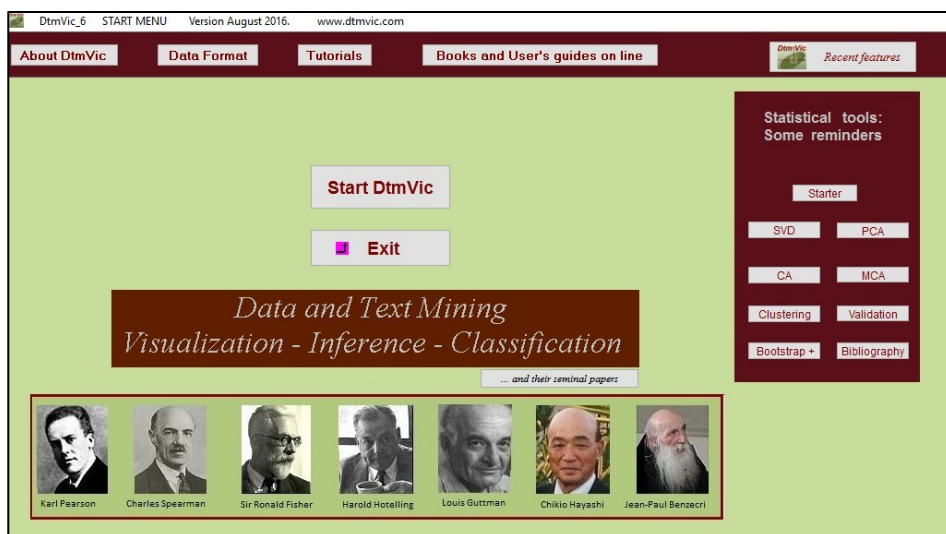 DtmVic_6 START MENU Version August 2016. www.dtmvic.com
About DtmVic Data Format Tutorials Books and User's guides on line DtmVic Recent features
Statistical tools:
Some reminders
Starter
SVD PCA
CA MCA
Clustering Validation
Bootstrap + Bibliography
Start DtmVic
Exit
Data and Text Mining
Visualization - Inference - Classification
... and their seminal papers
Karl Pearson Charles Spearman Sir Ronald Fisher Harold Hotelling Louis Guttman Chikio Hayashi Jean-Paul Benzecri